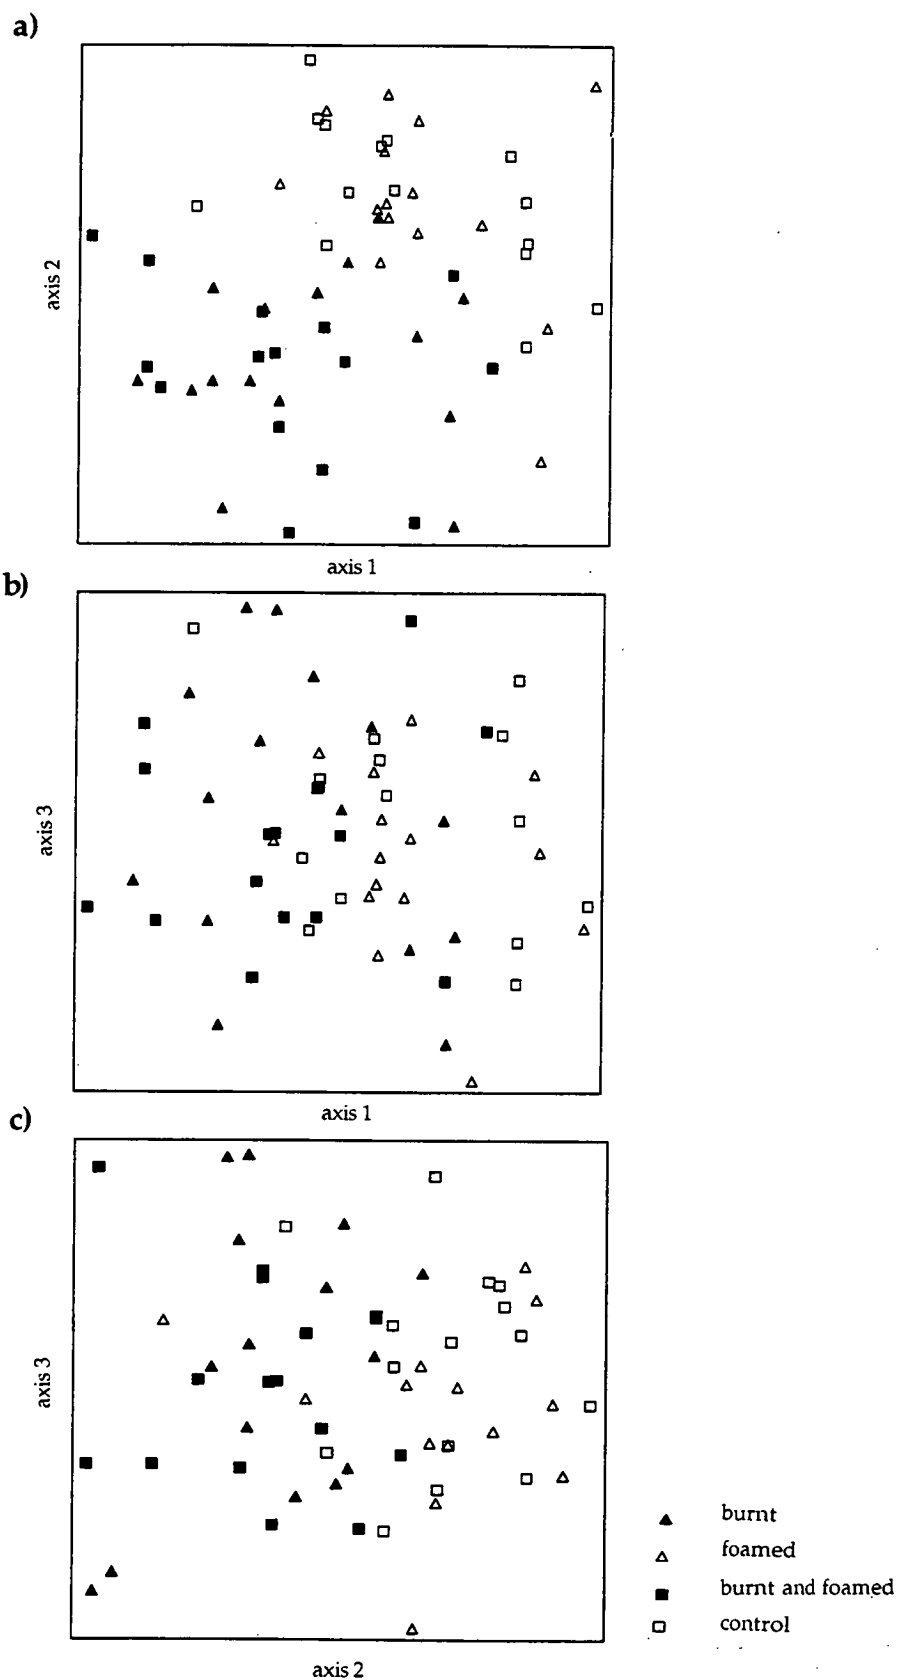 a)
axis 2
axis 1
b)
axis 3
axis 1
c)
axis 3
axis 2
burnt
foamed
burnt and foamed
control